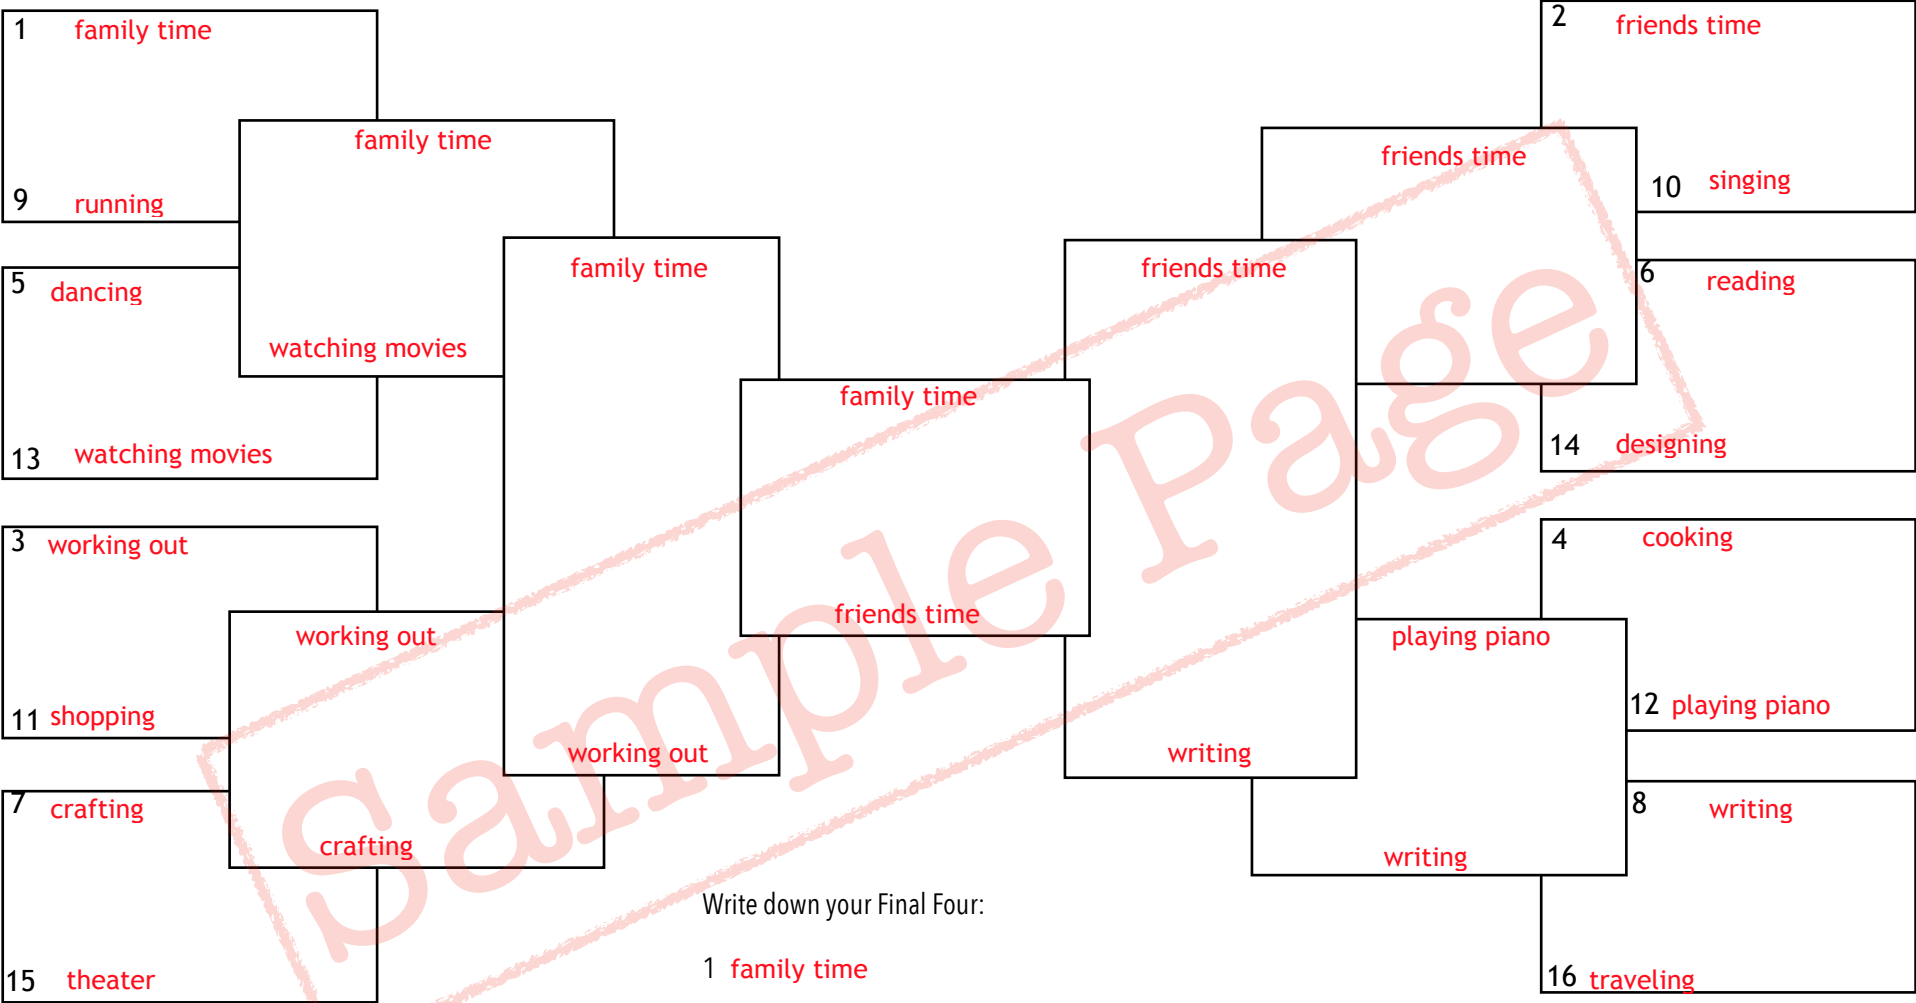 1 family time
9 running
5 dancing
13 watching movies
3 working out
11 shopping
7 crafting
15 theater
family time
watching movies
working out
crafting
family time
working out
family time
friends time
friends time
writing
friends time
playing piano
writing
2 friends time
10 singing
6 reading
14 designing
4 cooking
12 playing piano
8 writing
16 traveling
Sample Page
Write down your Final Four:
1 family time